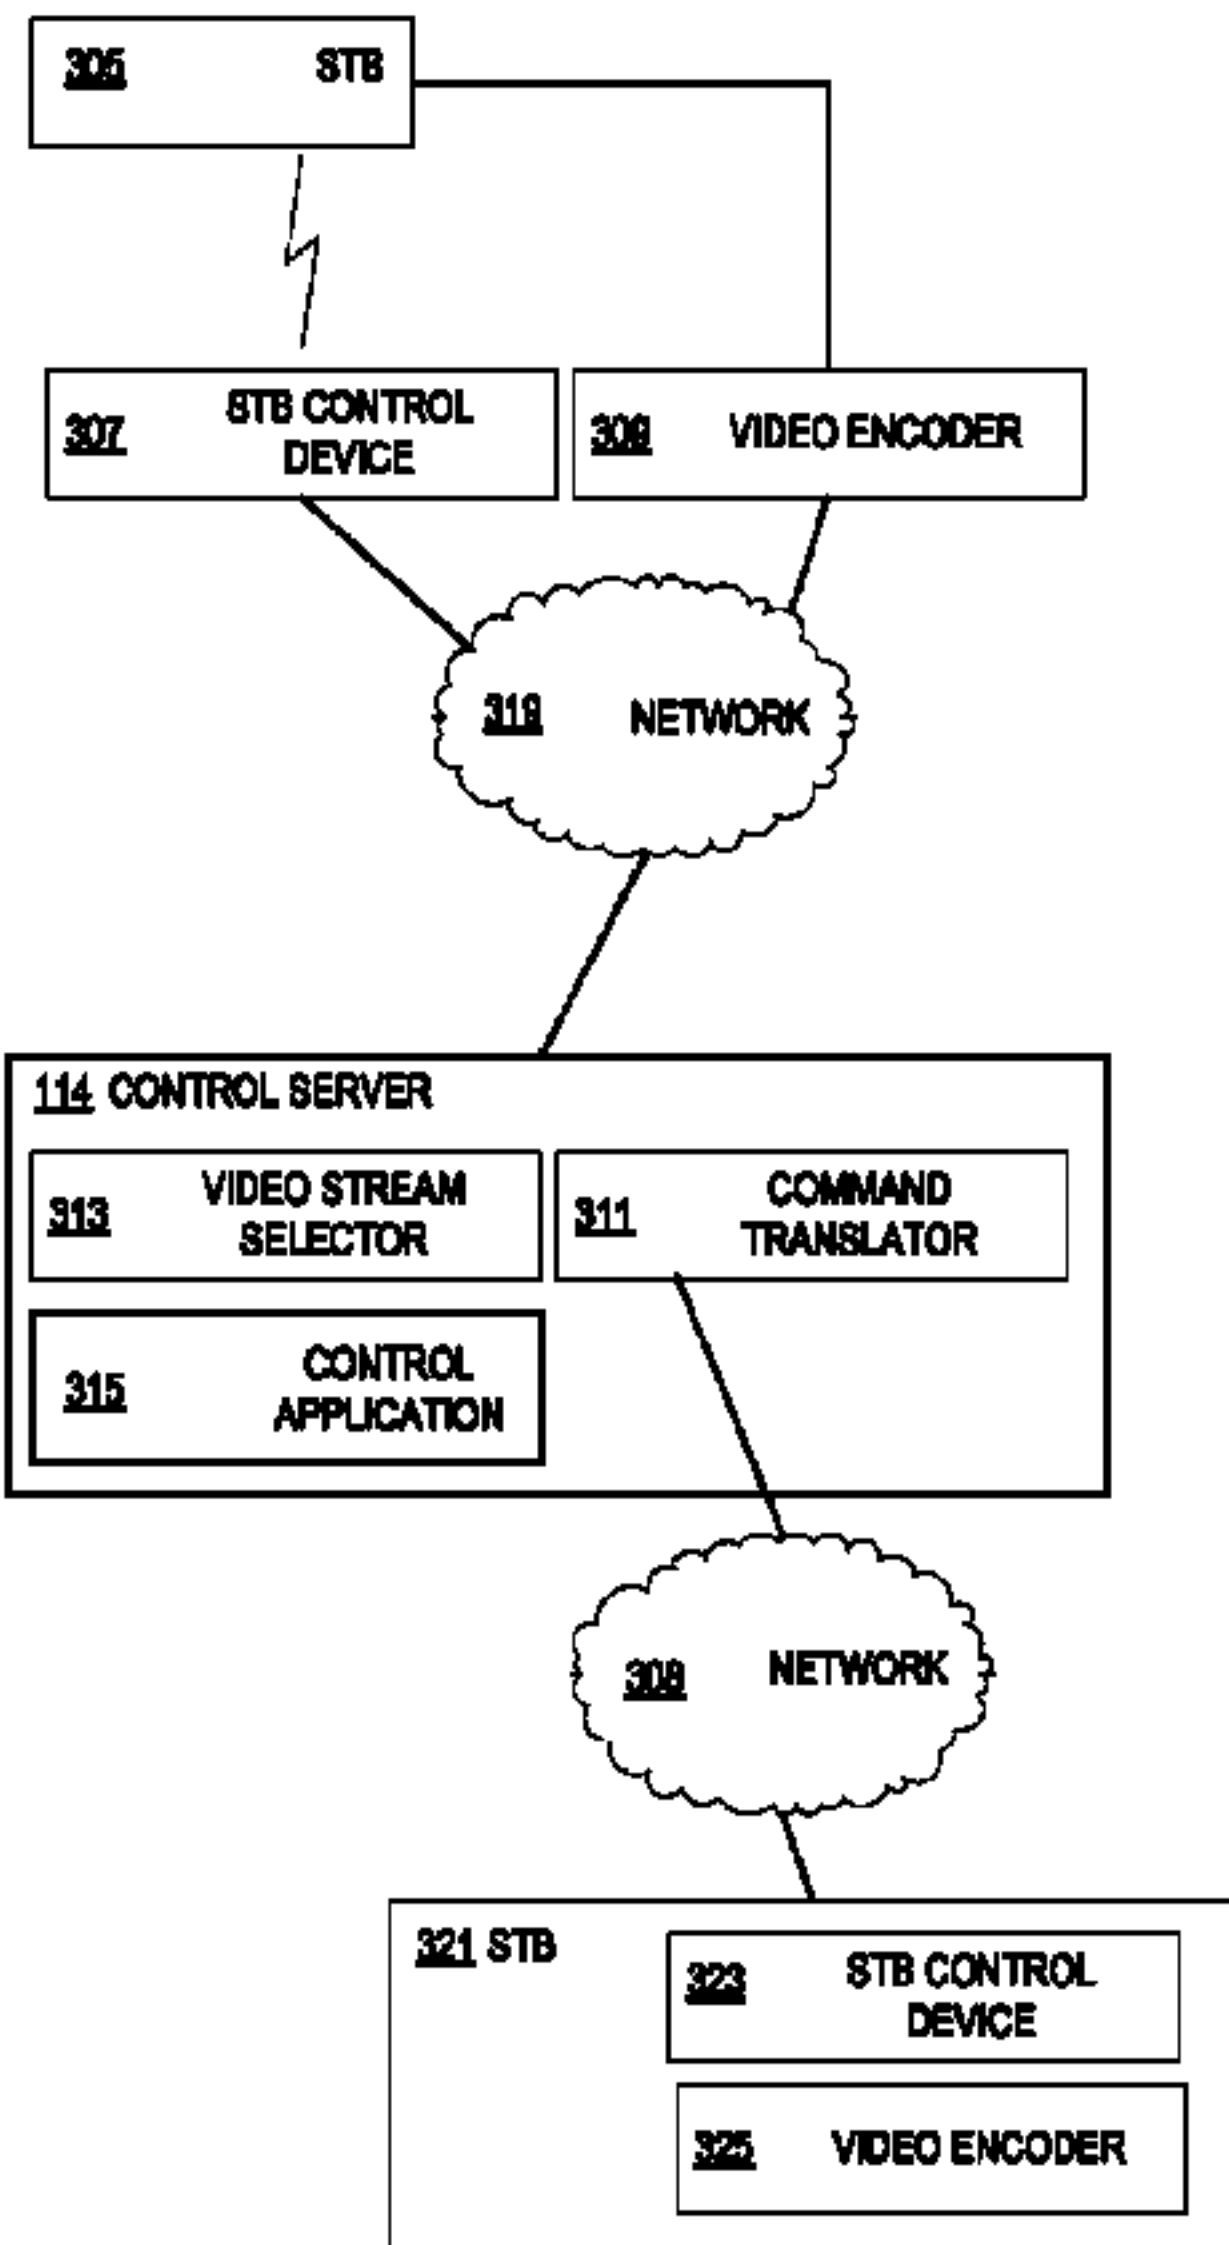 305 STB
307 STB CONTROL
DEVICE
309 VIDEO ENCODER
319 NETWORK
114 CONTROL SERVER
313 VIDEO STREAM
SELECTOR
311 COMMAND
TRANSLATOR
315 CONTROL
APPLICATION
NETWORK
321 STB
323 STB CONTROL
DEVICE
325 VIDEO ENCODER